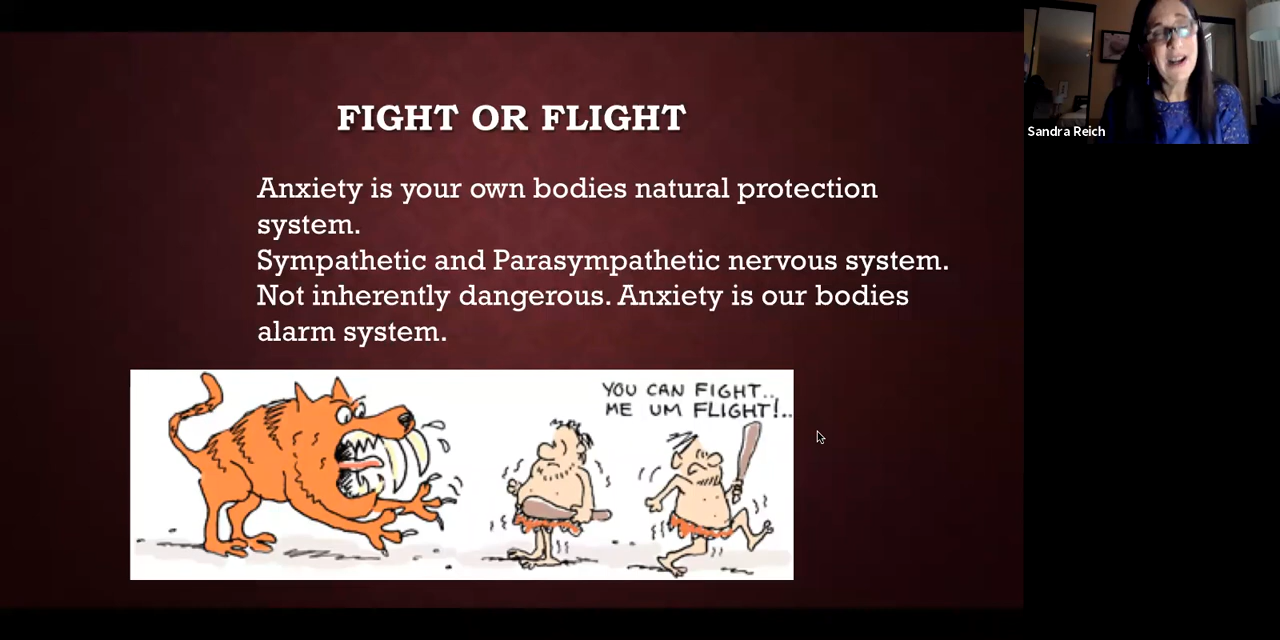 FIGHT OR FLIGHT
Anxiety is your own bodies natural protection
system.
Sympathetic and Parasympathetic nervous system.
Not inherently dangerous. Anxiety is our bodies
alarm system.
YOU CAN FIGHT..
ME UM FLIGHT!..
Sandra Reich